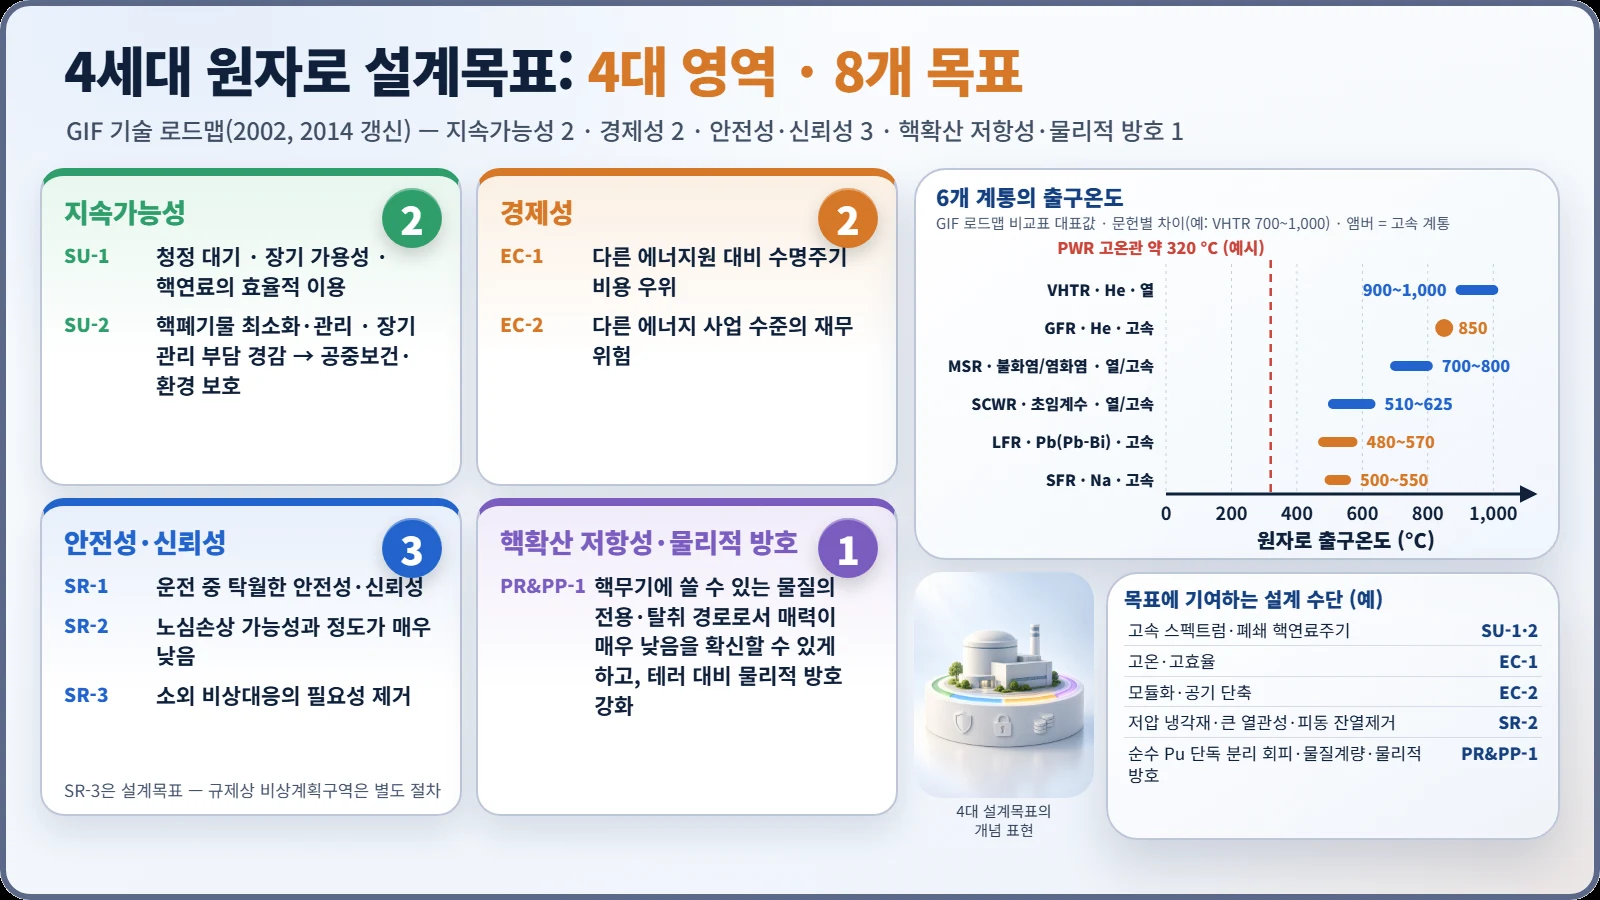 4세대 원자로 설계목표: 4대 영역 · 8개 목표
GIF 기술 로드맵(2002, 2014 갱신) — 지속가능성 2 · 경제성 2 · 안전성·신뢰성 3 · 핵확산 저항성·물리적 방호 1
지속가능성
2
SU-1 청정 대기 · 장기 가용성 ·
핵연료의 효율적 이용
SU-2 핵폐기물 최소화·관리 · 장기
관리 부담 경감 → 공중보건·
환경 보호
경제성
2
EC-1 다른 에너지원 대비 수명주기
비용 우위
EC-2 다른 에너지 사업 수준의 재무
위험
안전성·신뢰성
3
SR-1 운전 중 탁월한 안전성·신뢰성
SR-2 노심손상 가능성과 정도가 매우
낮음
SR-3 소외 비상대응의 필요성 제거
SR-3은 설계목표 — 규제상 비상계획구역은 별도 절차
핵확산 저항성·물리적 방호
1
PR&PP-1 핵무기에 쓸 수 있는 물질의
전용·탈취 경로로서 매력이
매우 낮음을 확신할 수 있게
하고, 테러 대비 물리적 방호
강화
6개 계통의 출구온도
GIF 로드맵 비교표 대표값 · 문헌별 차이(예: VHTR 700~1,000) · 앰버 = 고속 계통
PWR 고온관 약 320 °C (예시)
VHTR · He · 열 900~1,000
GFR · He · 고속 850
MSR · 불화염/염화염 · 열/고속 700~800
SCWR · 초임계수 · 열/고속 510~625
LFR · Pb(Pb-Bi) · 고속 480~570
SFR · Na · 고속 500~550
0 200 400 600 800 1,000
원자로 출구온도 (°C)
4대 설계목표의
개념 표현
목표에 기여하는 설계 수단 (예)
고속 스펙트럼·폐쇄 핵연료주기 SU-1·2
고온·고효율 EC-1
모듈화·공기 단축 EC-2
저압 냉각재·큰 열관성·피동 잔열제거 SR-2
순수 Pu 단독 분리 회피·물질계량·물리적 PR&PP-1
방호